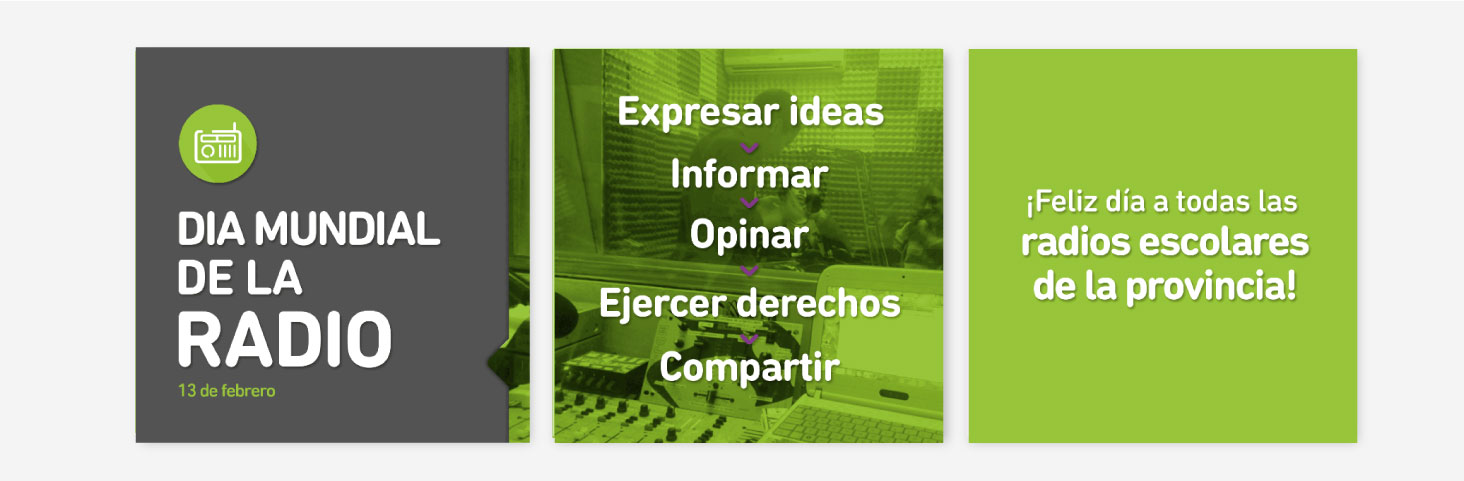 DIA MUNDIAL
DE LA
RADIO
13 de febrero
Expresar ideas
Informar
Opinar
Ejercer derechos
Compartir
¡Feliz día a todas las
radios escolares
de la provincia!